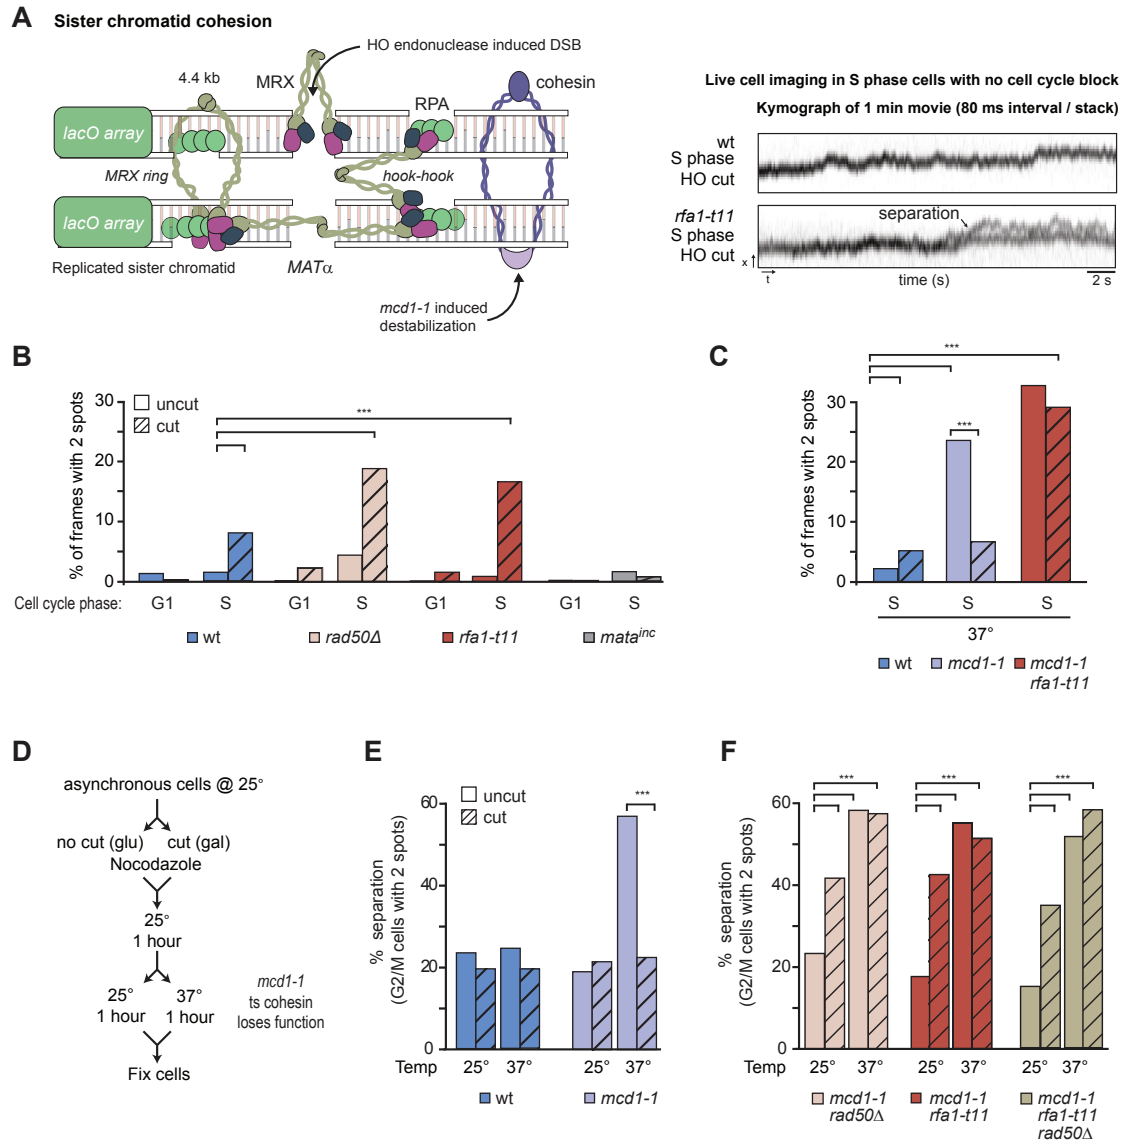 A Sister chromatid cohesion
HO endonuclease induced DSB
4.4 kb
MRX
cohesin
RPA
lacO array
MRX ring
hook-hook
lacO array
Replicated sister chromatid
MATα
mcd1-1 induced
destabilization
Live cell imaging in S phase cells with no cell cycle block
Kymograph of 1 min movie (80 ms interval / stack)
wt
S phase
HO cut
rfa1-t11
S phase
HO cut
separation
x
t
time (s)
2 s
B
% of frames with 2 spots
30
20
10
0
uncut
cut
***
Cell cycle phase: G1 S G1 S G1 S G1 S
wt rad50Δ rfa1-t11 mata^inc
C
% of frames with 2 spots
30
20
10
0
***
***
S S S
37°
wt mcd1-1 mcd1-1
rfa1-t11
D
asynchronous cells @ 25°
no cut (glu) cut (gal)
Nocodazole
25°
1 hour
25° 37°
1 hour 1 hour
mcd1-1
ts cohesin
loses function
Fix cells
E
% separation
(G2/M cells with 2 spots)
60
40
20
0
uncut
cut
***
Temp 25° 37° 25° 37°
wt mcd1-1
F
% separation
(G2/M cells with 2 spots)
60
40
20
0
*** *** ***
Temp 25° 37° 25° 37° 25° 37°
mcd1-1
rad50Δ
mcd1-1
rfa1-t11
mcd1-1
rfa1-t11
rad50Δ